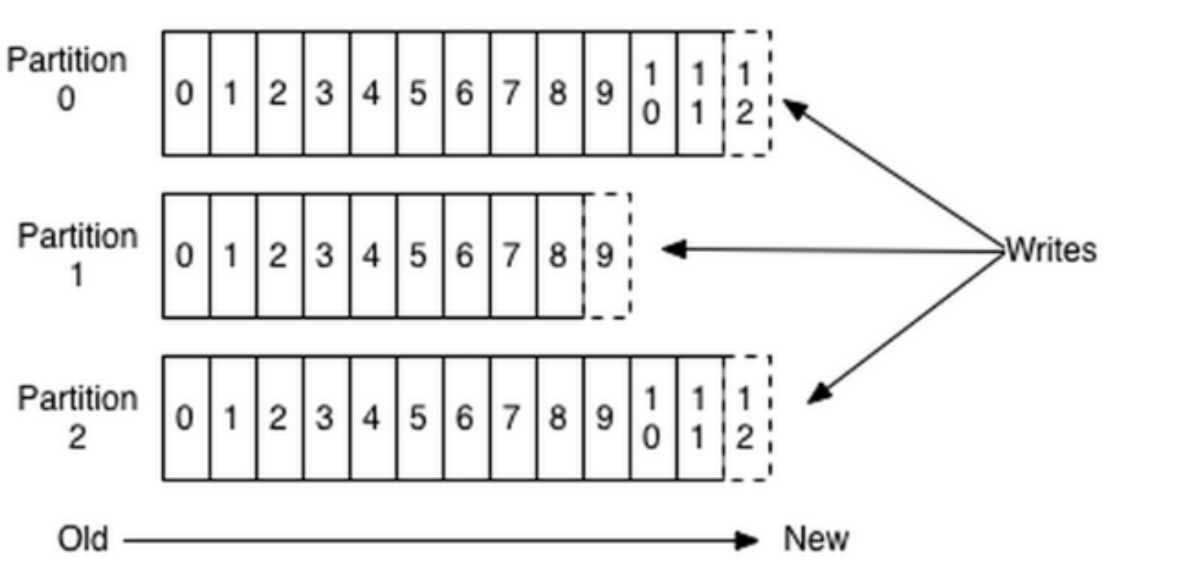 Partition
0
0 1 2 3 4 5 6 7 8 9 10 11 12
Partition
1
0 1 2 3 4 5 6 7 8 9
Writes
Partition
2
0 1 2 3 4 5 6 7 8 9 10 11 12
Old New